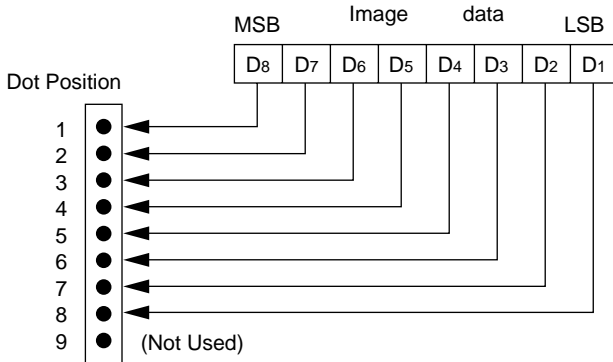 Image data
MSB LSB
D8 D7 D6 D5 D4 D3 D2 D1
Dot Position
1
2
3
4
5
6
7
8
9 (Not Used)